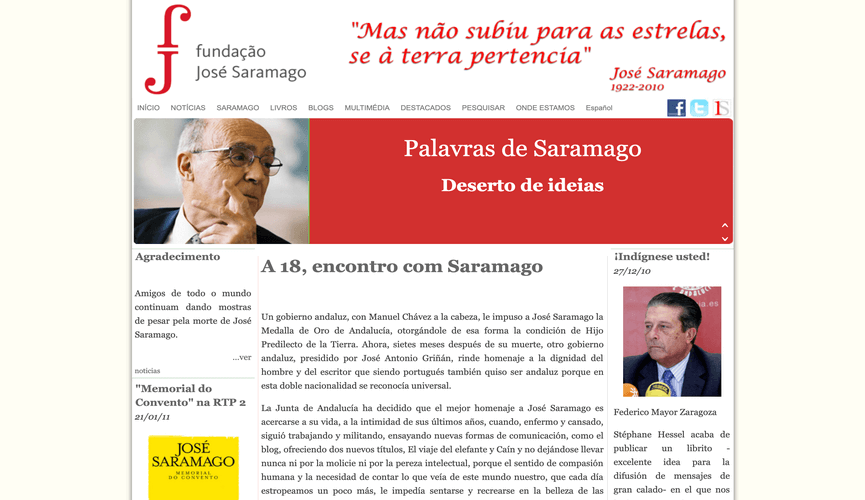 fundação
José Saramago
"Mas não subiu para as estrelas,
se à terra pertencia"
José Saramago
1922-2010
INÍCIO NOTÍCIAS SARAMAGO LIVROS BLOGS MULTIMÉDIA DESTACADOS PESQUISAR ONDE ESTAMOS Español
Palavras de Saramago
Deserto de ideias
Agradecimento
Amigos de todo o mundo
continuam dando mostras
de pesar pela morte de José
Saramago.
...ver
noticias
"Memorial do
Convento" na RTP 2
21/01/11
JOSÉ
SARAMAGO
MEMORIAL
DO CONVENTO
A 18, encontro com Saramago
Un gobierno andaluz, con Manuel Chávez a la cabeza, le impuso a José Saramago la
Medalla de Oro de Andalucía, otorgándole de esa forma la condición de Hijo
Predilecto de la Tierra. Ahora, sietes meses después de su muerte, otro gobierno
andaluz, presidido por José Antonio Griñán, rinde homenaje a la dignidad del
hombre y del escritor que siendo portugués también quiso ser andaluz porque en
esta doble nacionalidad se reconocía universal.
La Junta de Andalucía ha decidido que el mejor homenaje a José Saramago es
acercarse a su vida, a la intimidad de sus últimos años, cuando, enfermo y cansado,
siguió trabajando y militando, ensayando nuevas formas de comunicación, como el
blog, ofreciendo dos nuevos títulos, El viaje del elefante y Caín y no dejándose llevar
nunca ni por la molicie ni por la pereza intelectual, porque el sentido de compasión
humana y la necesidad de contar lo que veía de este mundo nuestro, que cada día
estropeamos un poco más, le impedía sentarse y recrearse en la belleza de las
¡Indígnese usted!
27/12/10
ia.es
Federico Mayor Zaragoza
Stéphane Hessel acaba de
publicar un librito -
excelente idea para la
difusión de mensajes de
gran calado- en el que nos